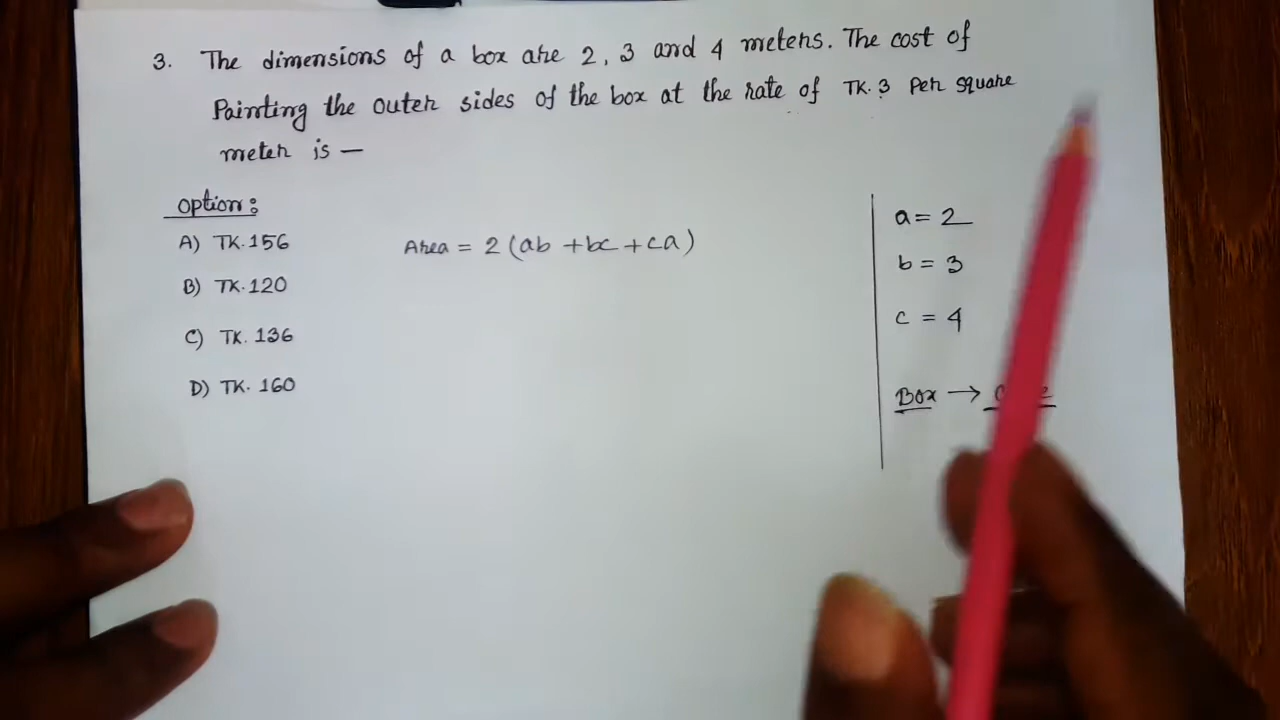 3. The dimensions of a box are 2, 3 and 4 meters. The cost of
Painting the outer sides of the box at the rate of TK. 3 Per square
meter is —
Option:
A) TK. 156
B) TK. 120
C) TK. 136
D) TK. 160
Area = 2 (ab + bc + ca)
a = 2
b = 3
c = 4
Box →